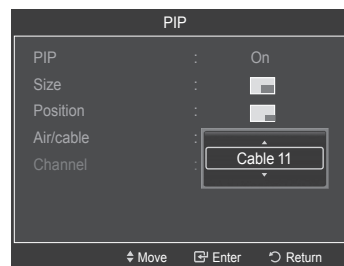 PIP
PIP : On
Size :
Position :
Air/cable :
Channel : Cable 11
Move Enter Return